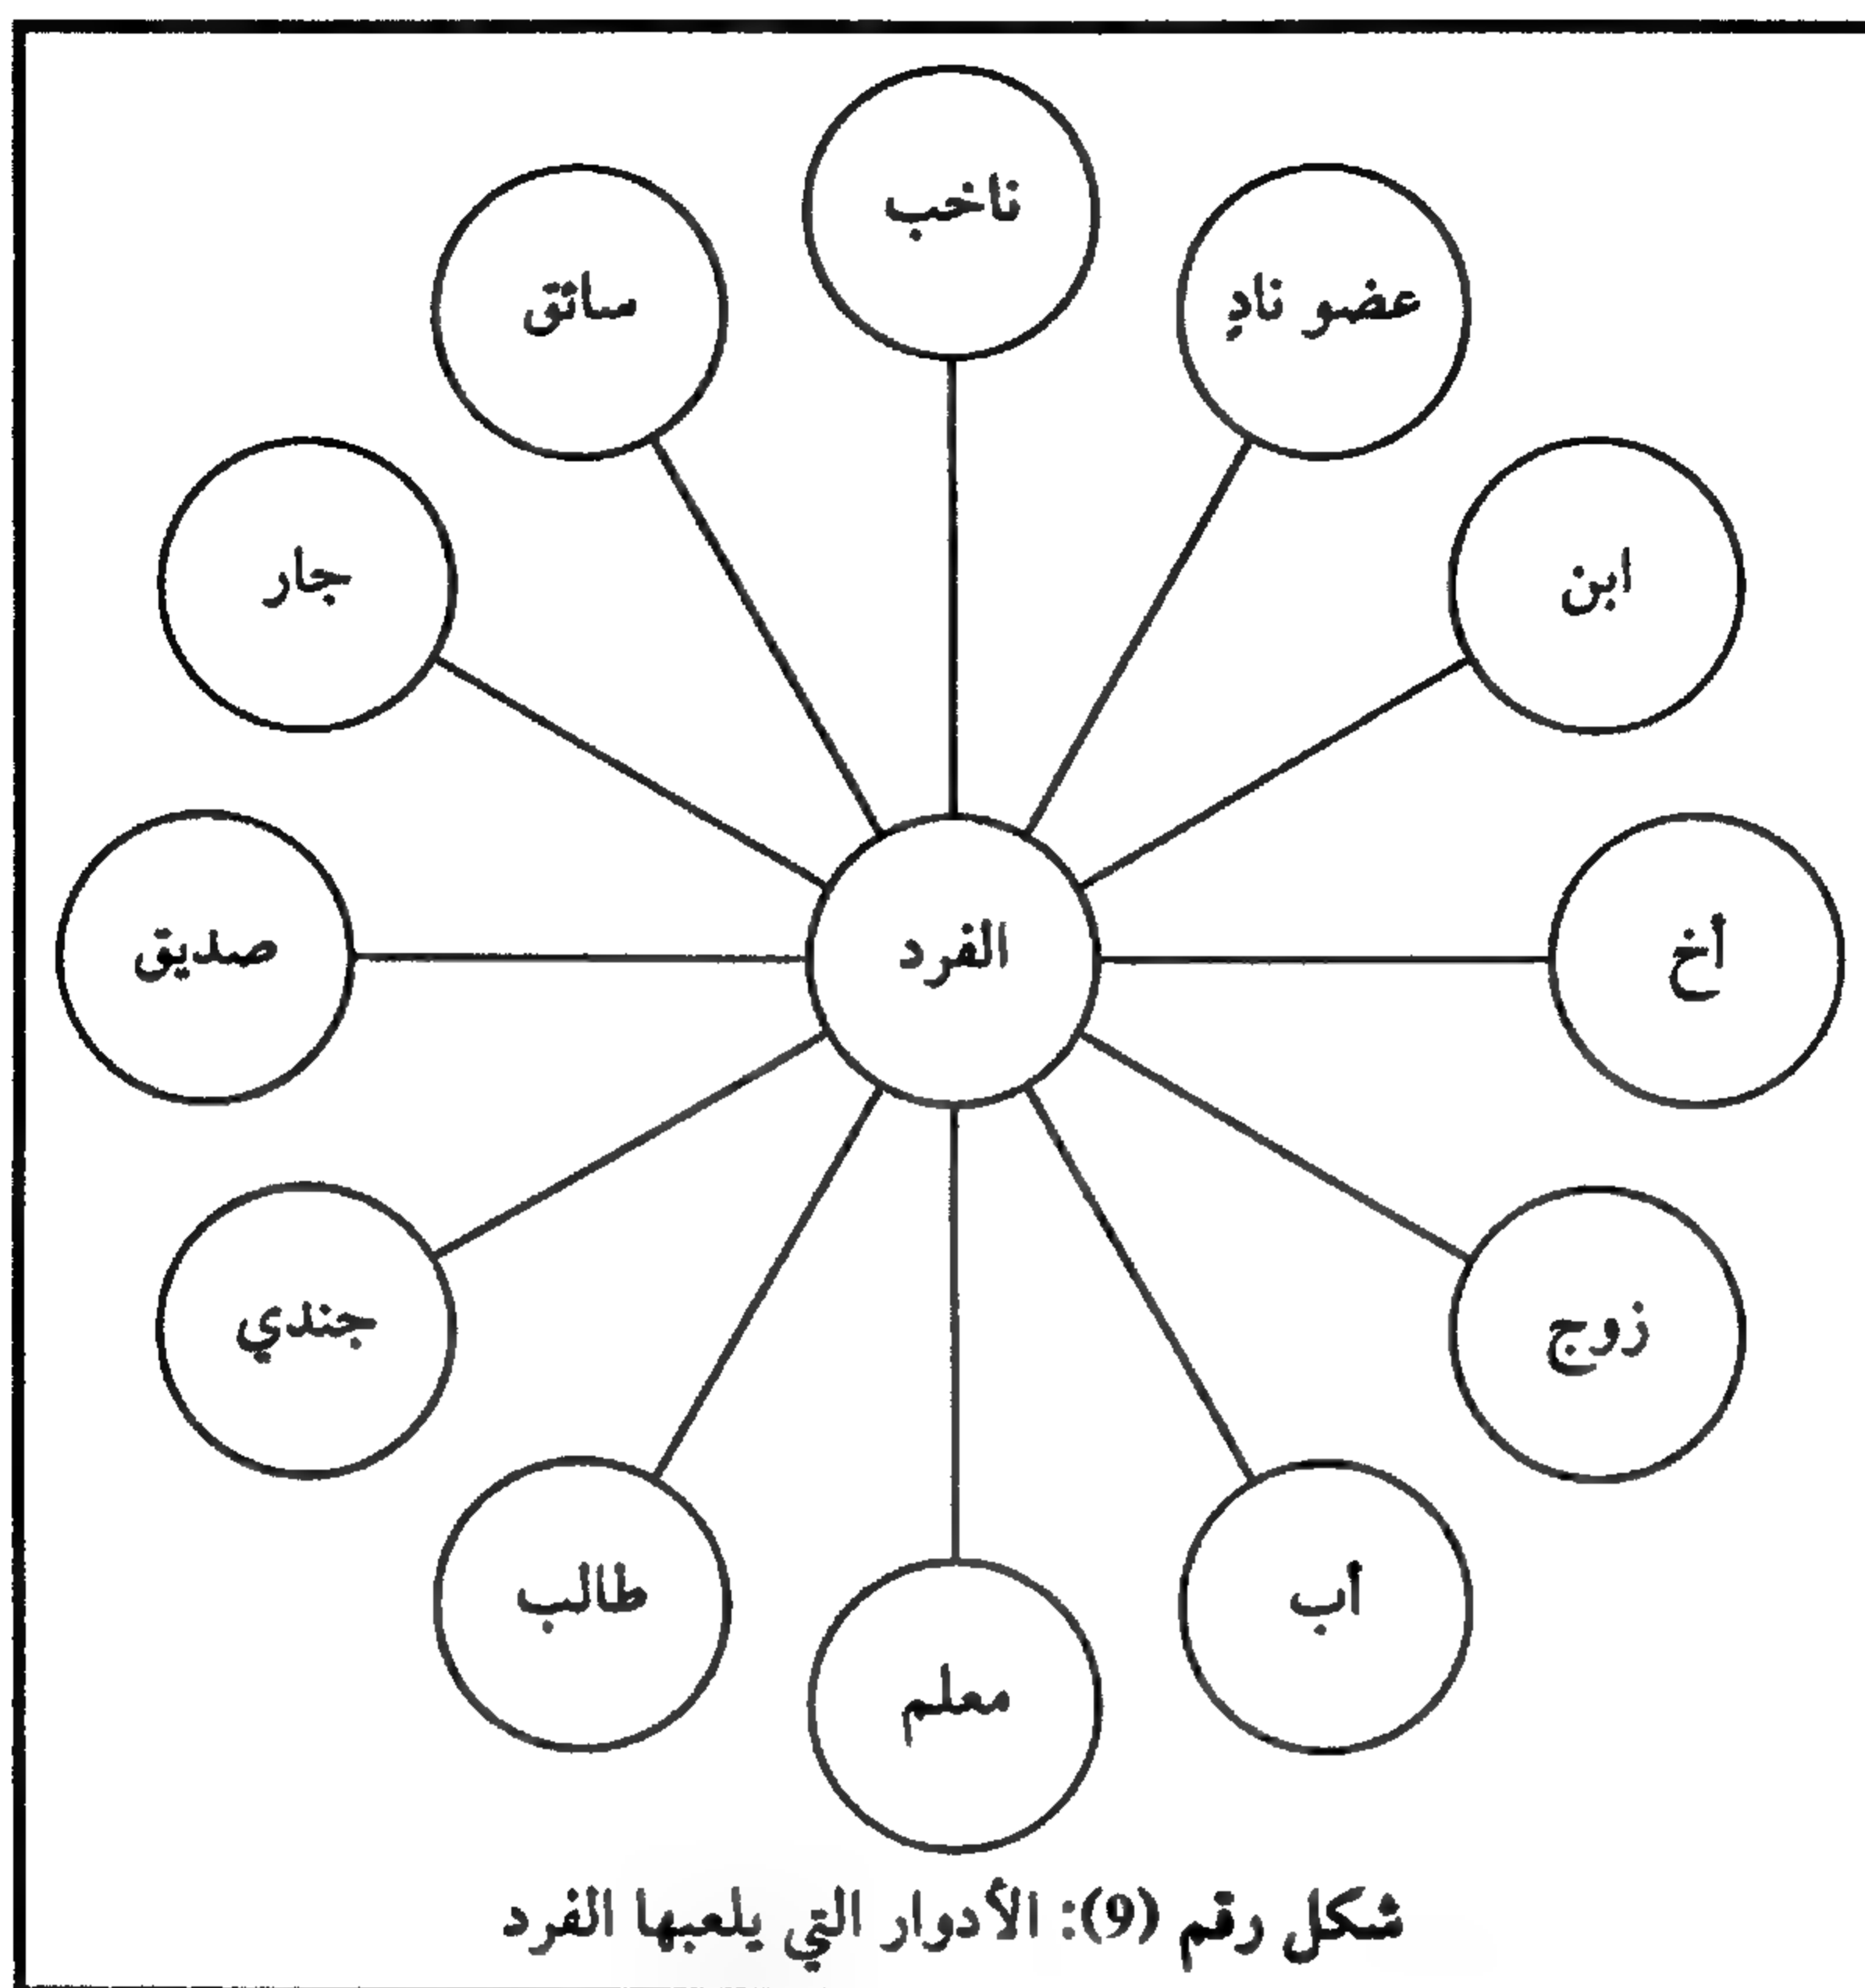 ناخب
عضو نادٍ
سائق
ابن
جار
الفرد
أخ
صديق
زوج
جندي
أب
طالب
معلم
شكل رقم (9): الأدوار التي يلعبها الفرد